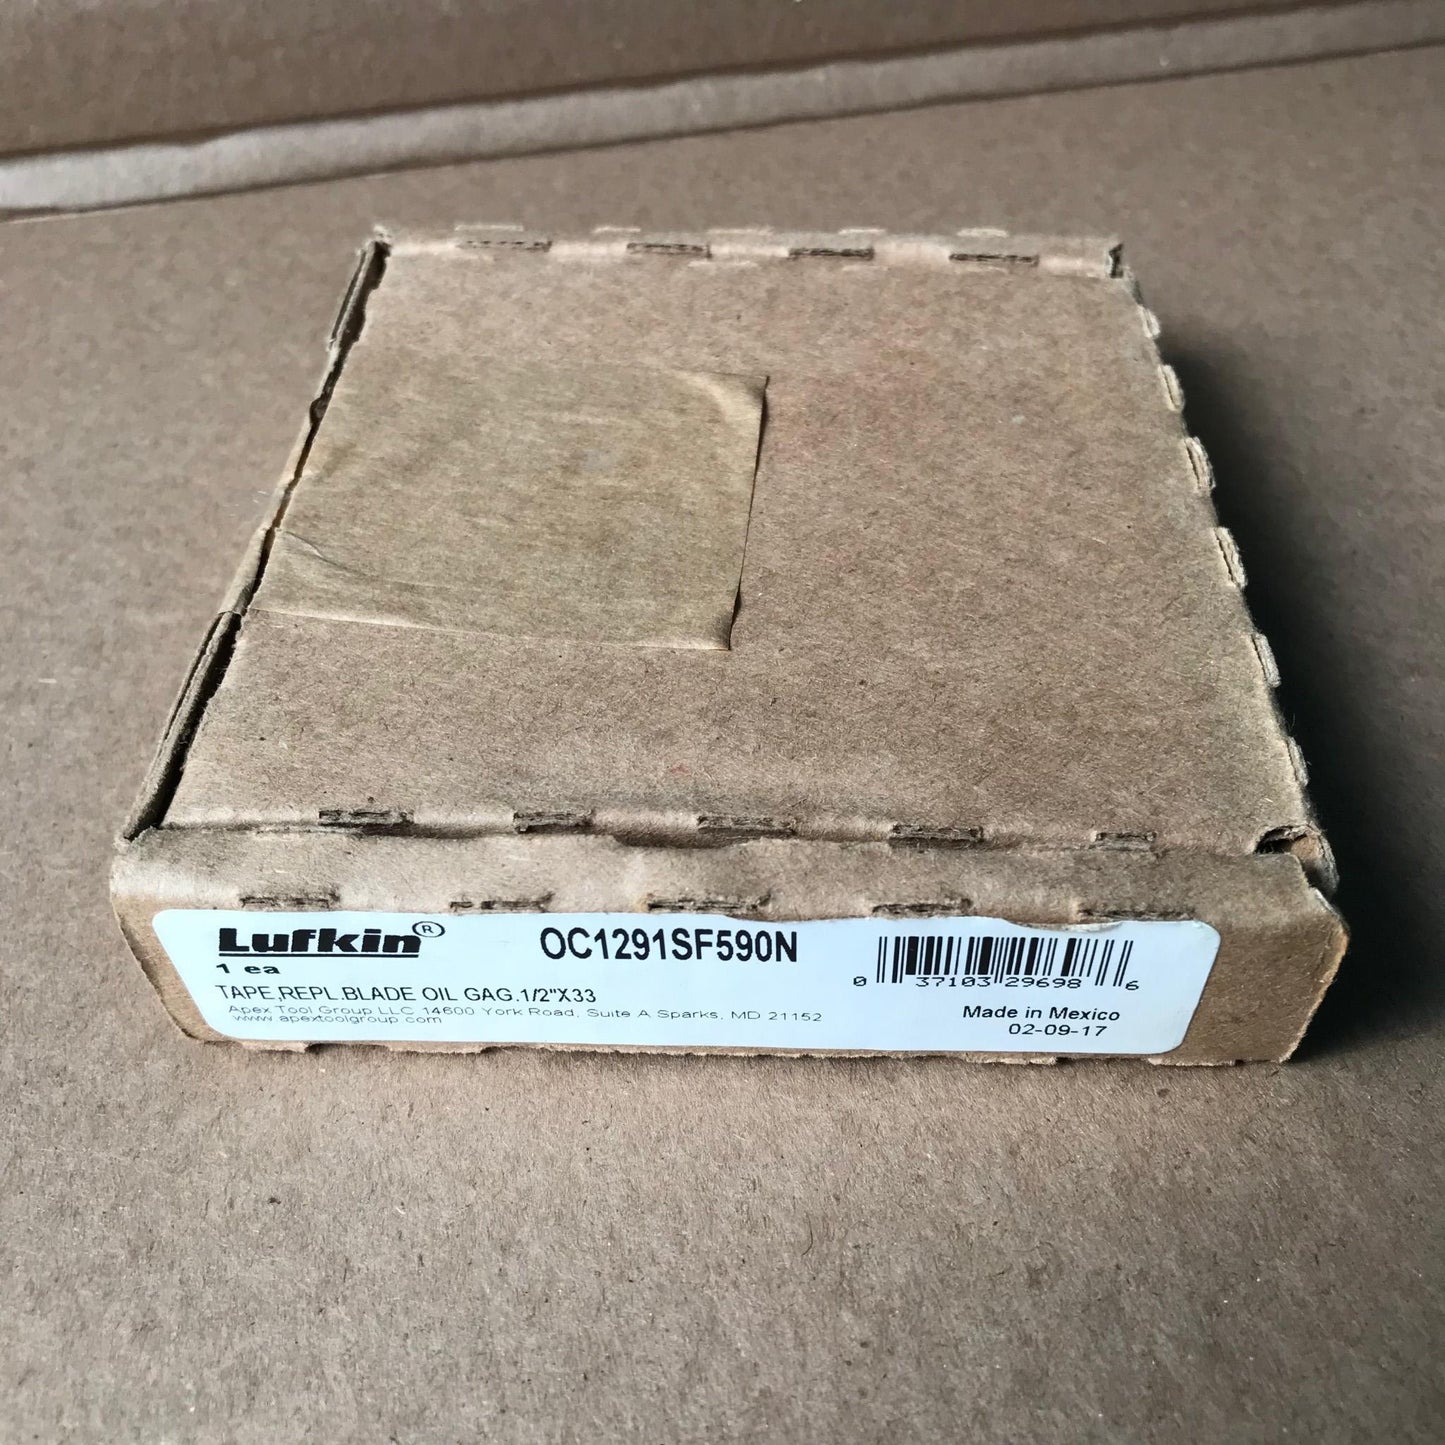 Lufkin®
OC1291SF590N
1 ea
TAPE,REPL.BLADE OIL GAG.1/2"X33
Apex Tool Group LLC 14600 York Road, Suite A Sparks, MD 21152
www.apextoolgroup.com
0 37103 29698 6
Made in Mexico
02-09-17